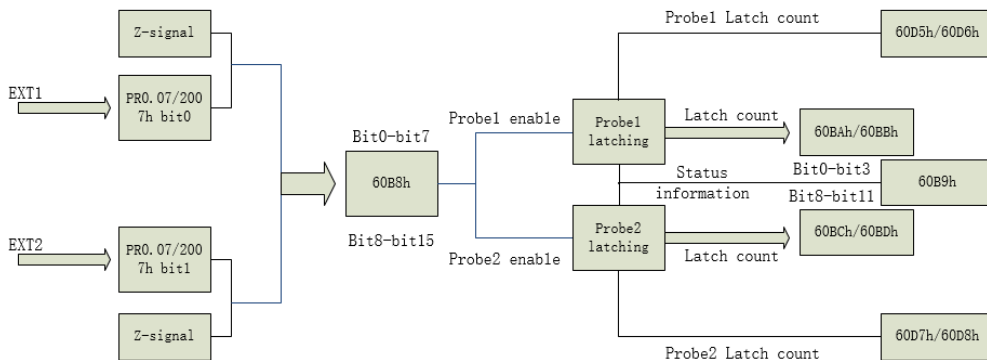 Probe1 Latch count
60D5h/60D6h
Z-signal
EXT1
PR0.07/200
7h bit0
Probe1 enable
Probe1
latching
Latch count
60BAh/60BBh
Bit0-bit7
60B8h
Bit8-bit15
Status
information
Bit0-bit3
60B9h
Bit8-bit11
EXT2
PR0.07/200
7h bit1
Probe2 enable
Probe2
latching
Latch count
60BCh/60BDh
Z-signal
60D7h/60D8h
Probe2 Latch count